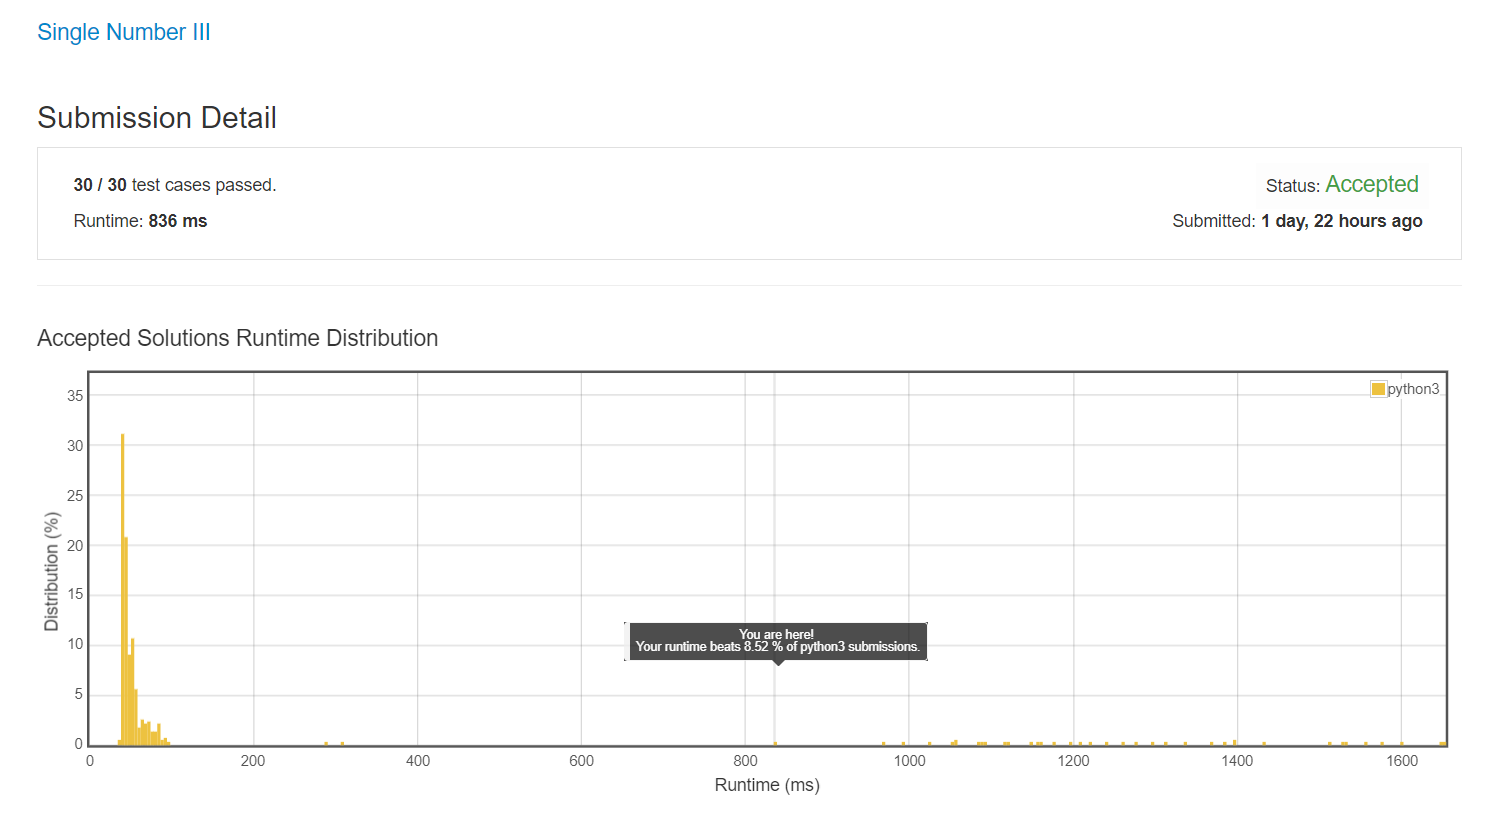 Single Number III
Submission Detail
30 / 30 test cases passed.
Status: Accepted
Runtime: 836 ms
Submitted: 1 day, 22 hours ago
Accepted Solutions Runtime Distribution
python3
35
30
25
20
15
10
5
0
Distribution (%)
You are here!
Your runtime beats 8.52 % of python3 submissions.
0 200 400 600 800 1000 1200 1400 1600
Runtime (ms)